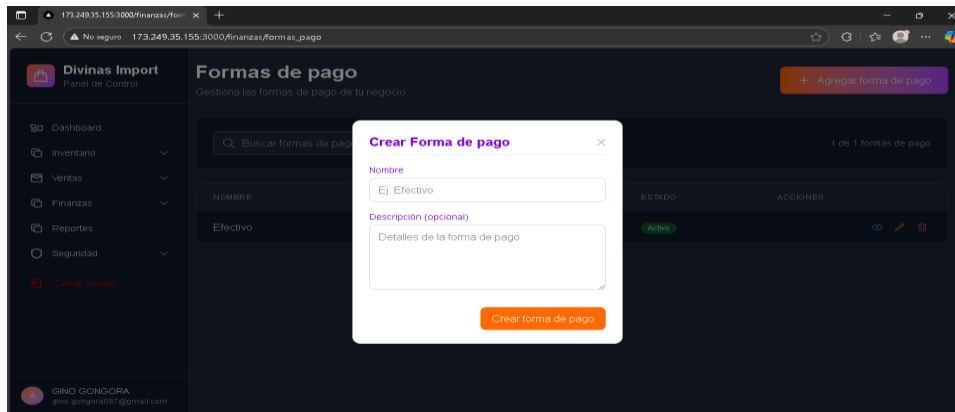 173.249.35.155:3000/finanzas/form
No seguro 173.249.35.155:3000/finanzas/formas_pago
Divinas Import
Panel de Control
Formas de pago
Gestiona las formas de pago de tu negocio
+ Agregar forma de pago
Dashboard
Inventario
Ventas
Finanzas
Reportes
Seguridad
Cerrar sesión
Buscar formas de pag
1 de 1 formas de pago
NOMBRE
ESTADO
ACCIONES
Efectivo
Activo
Crear Forma de pago
Nombre
Ej. Efectivo
Descripción (opcional)
Detalles de la forma de pago
Crear forma de pago
A
GINO GONGORA
gino.gongora097@gmail.com